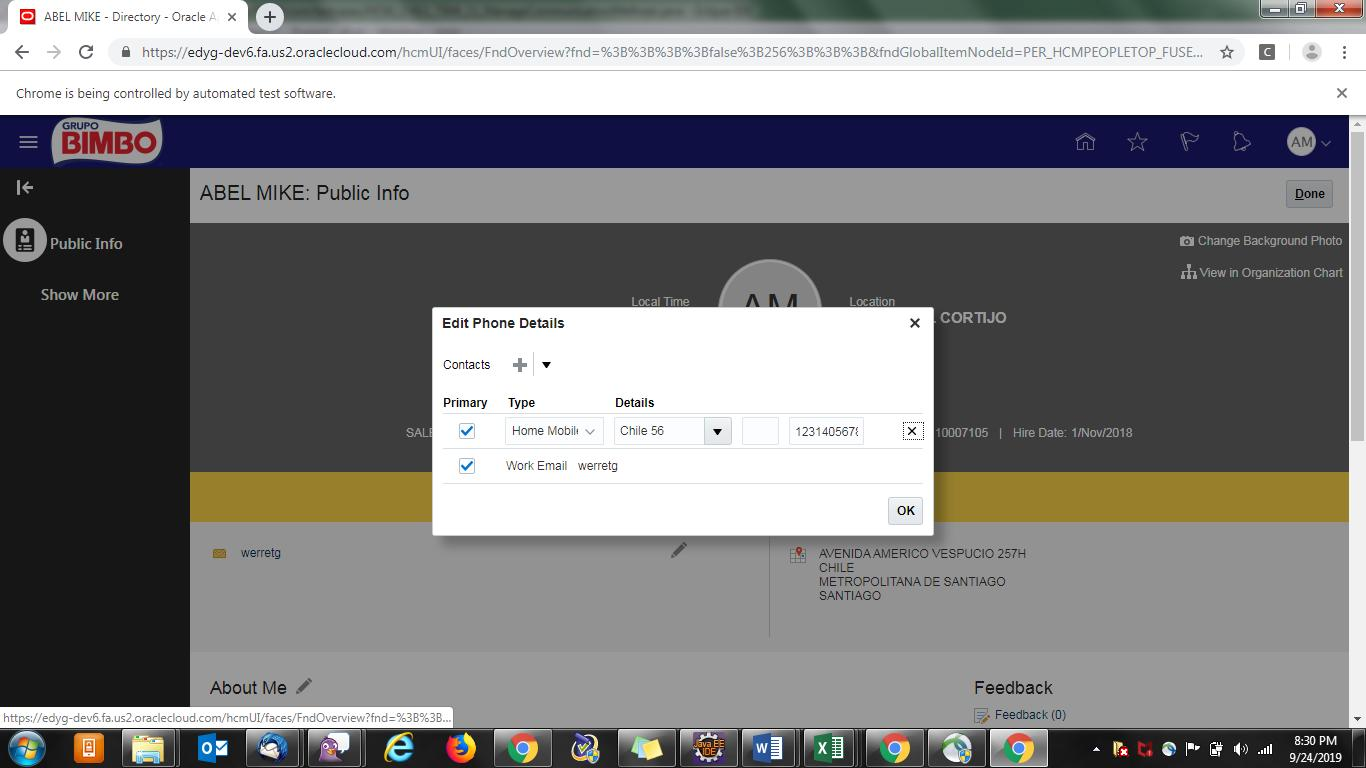 ABEL MIKE - Directory - Oracle A
https://edyg-dev6.fa.us2.oraclecloud.com/hcmUI/faces/FndOverview?fnd=%3B%3B%3B%3Bfalse%3B256%3B%3B%3B&fndGlobalItemNodeId=PER_HCMPEOPLETOP_FUSE...
C
Chrome is being controlled by automated test software.
GRUPO
BIMBO
AM
ABEL MIKE: Public Info
Done
Public Info
Show More
Change Background Photo
View in Organization Chart
Local Time
AM
Location
CORTIJO
Edit Phone Details
Contacts
Primary Type Details
Home Mobile Chile 56 1231405678
Work Email werretg
OK
SALE
10007105 | Hire Date: 1/Nov/2018
werretg
AVENIDA AMERICO VESPUCIO 257H
CHILE
METROPOLITANA DE SANTIAGO
SANTIAGO
About Me
Feedback
Feedback (0)
https://edyg-dev6.fa.us2.oraclecloud.com/hcmUI/faces/FndOverview?fnd=%3B%3B...
Java EE
IDE
8:30 PM
9/24/2019